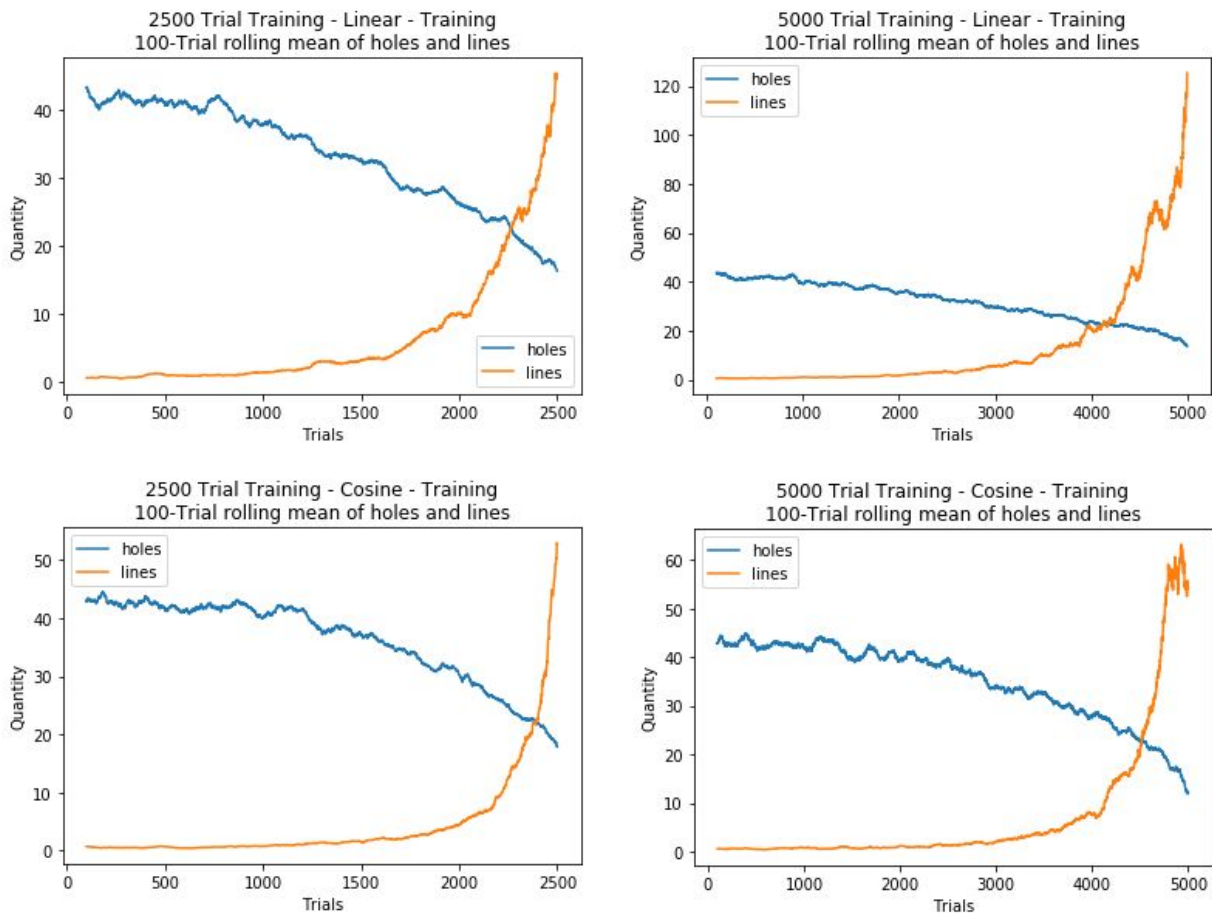 2500 Trial Training - Linear - Training
100-Trial rolling mean of holes and lines
Quantity
40
30
20
10
0
holes
lines
0 500 1000 1500 2000 2500
Trials
5000 Trial Training - Linear - Training
100-Trial rolling mean of holes and lines
holes
lines
Quantity
120
100
80
60
40
20
0
0 1000 2000 3000 4000 5000
Trials
2500 Trial Training - Cosine - Training
100-Trial rolling mean of holes and lines
holes
lines
Quantity
50
40
30
20
10
0
0 500 1000 1500 2000 2500
Trials
5000 Trial Training - Cosine - Training
100-Trial rolling mean of holes and lines
holes
lines
Quantity
60
50
40
30
20
10
0
0 1000 2000 3000 4000 5000
Trials